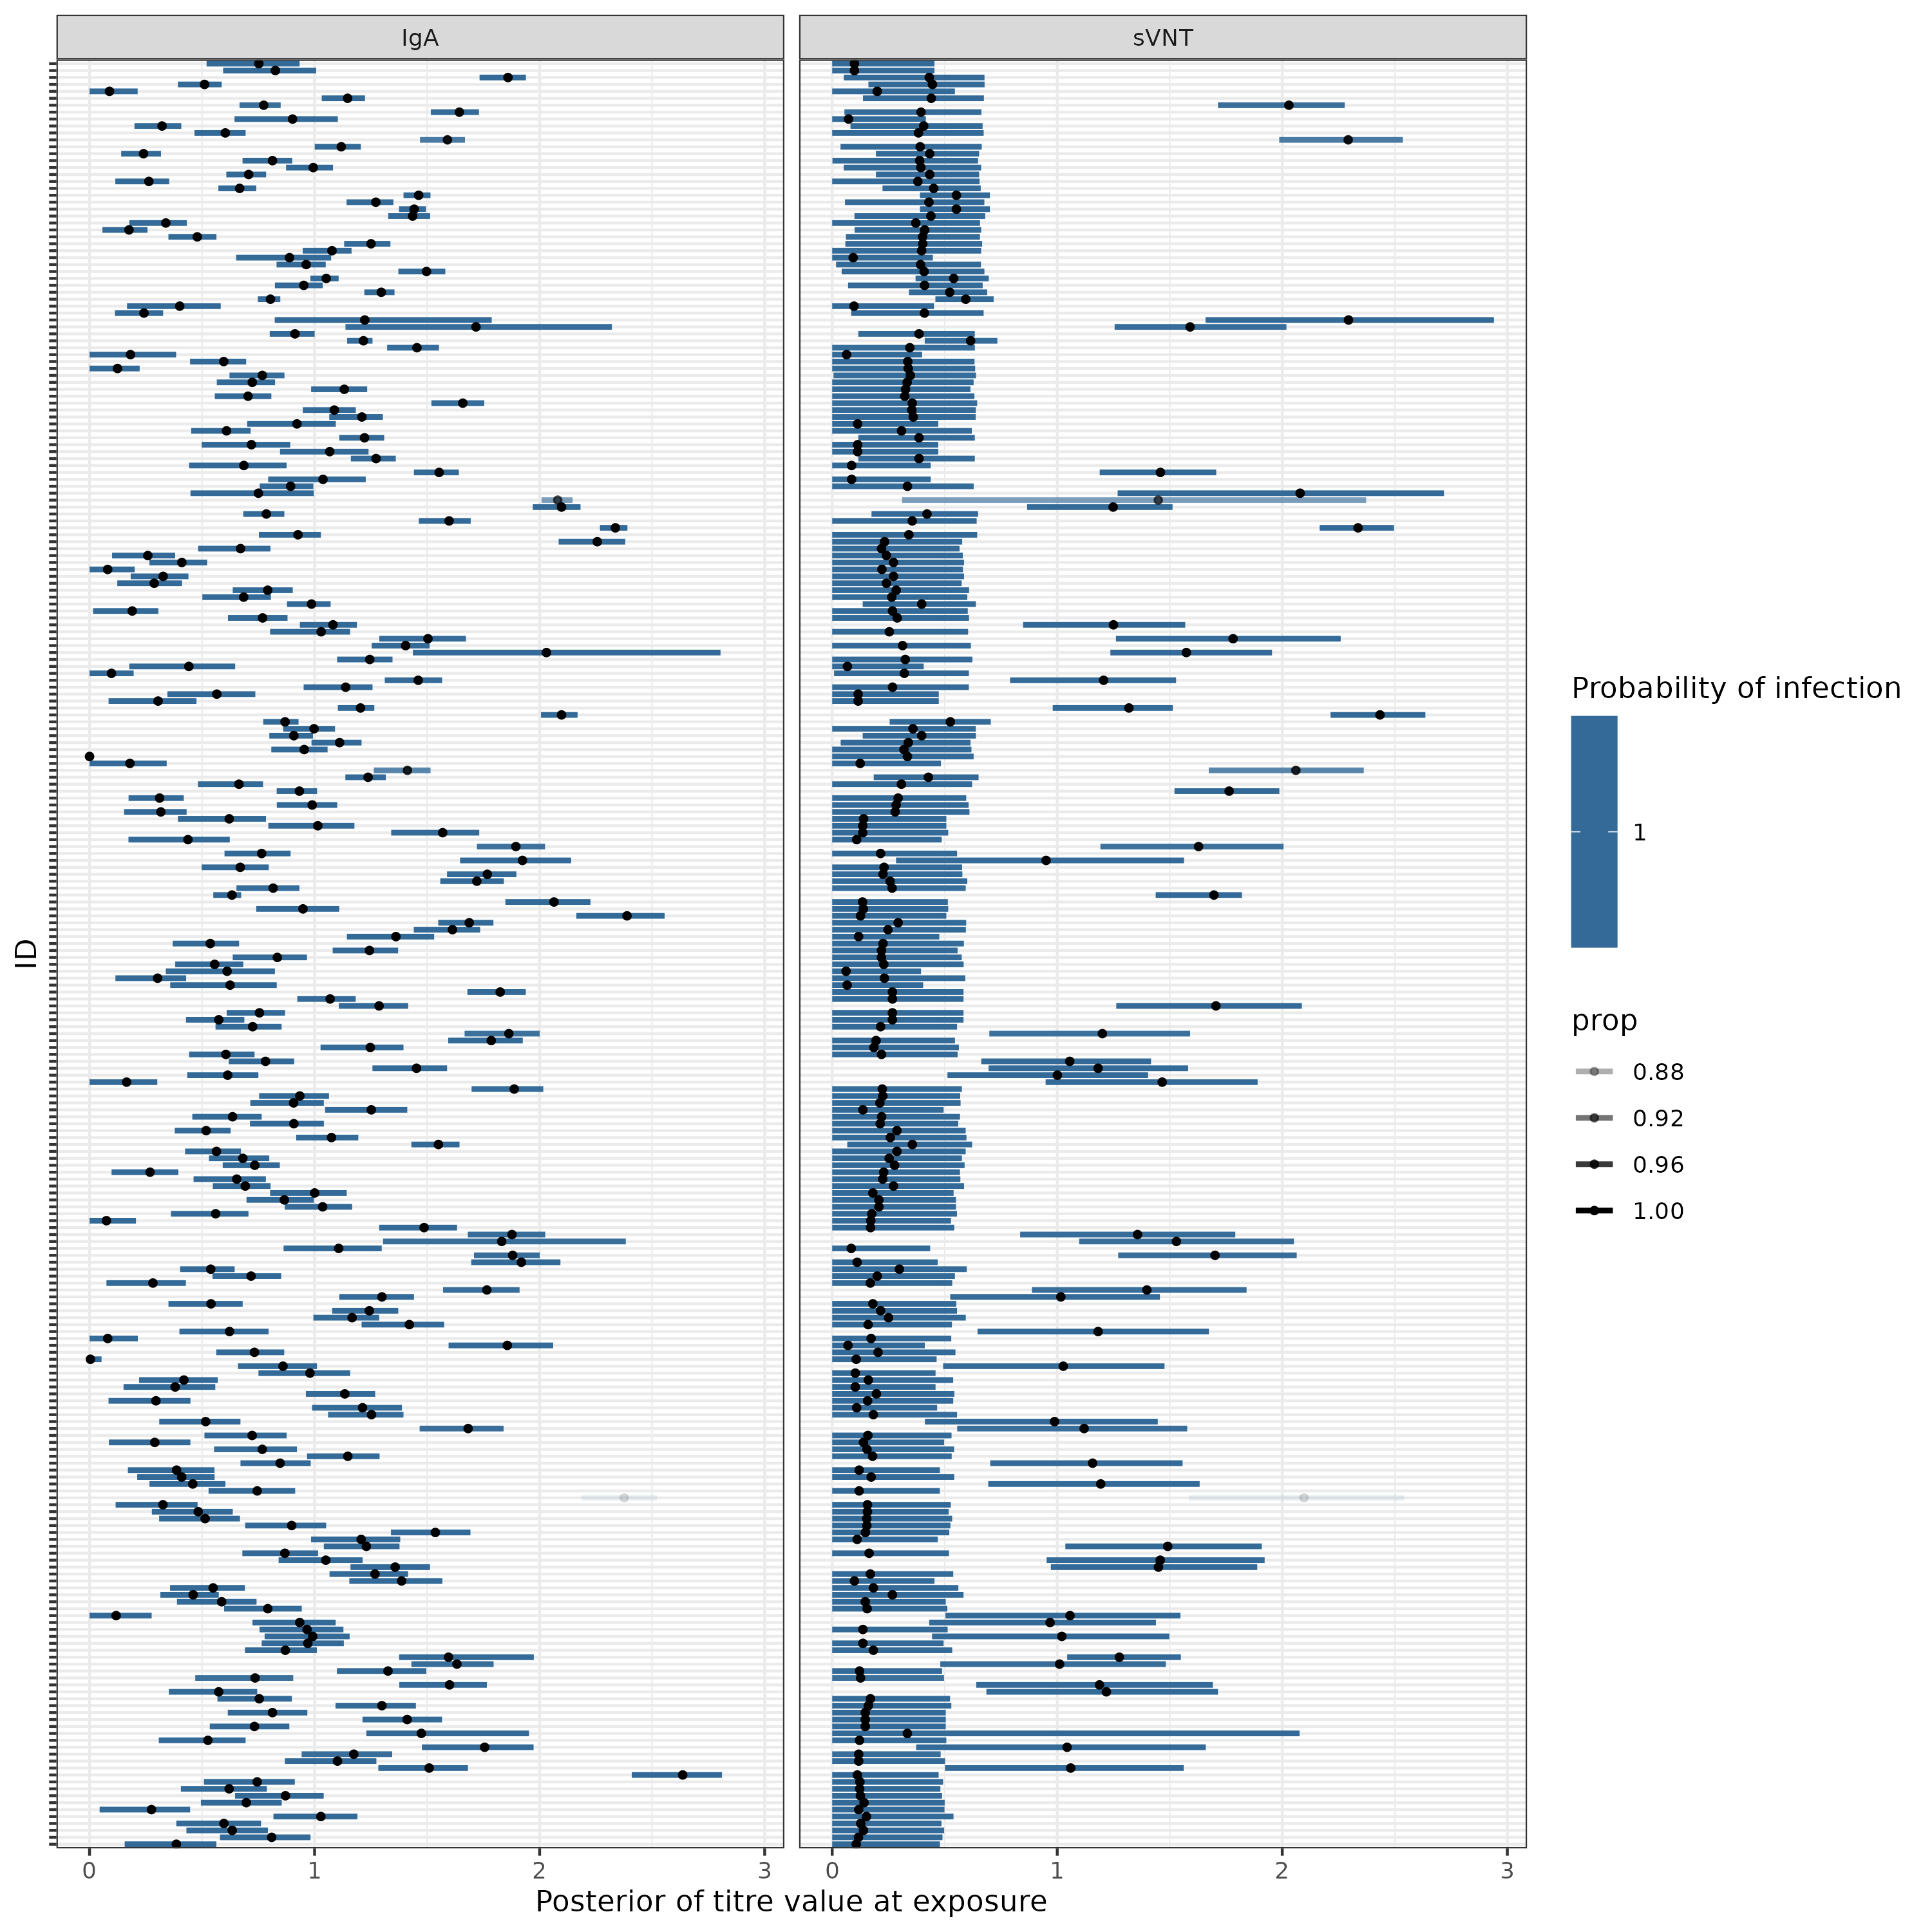 IgA
sVNT
ID
0
1
2
3
0
1
2
3
Posterior of titre value at exposure
Probability of infection
1
prop
0.88
0.92
0.96
1.00